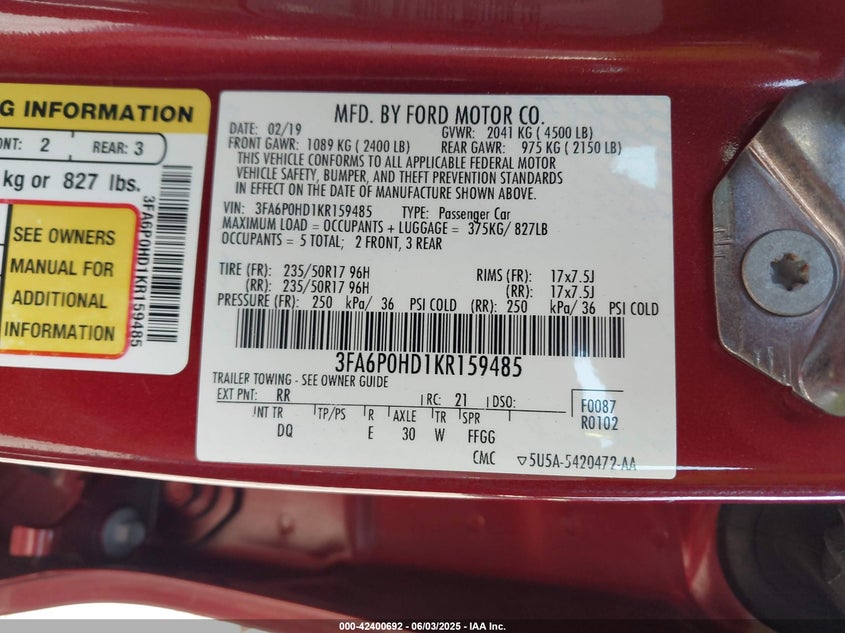 G INFORMATION
NT: 2 REAR: 3
kg or 827 lbs.
SEE OWNERS
MANUAL FOR
ADDITIONAL
INFORMATION
3FA6P0HD1KR159485
MFD. BY FORD MOTOR CO.
DATE: 02/19 GVWR: 2041 KG ( 4500 LB)
FRONT GAWR: 1089 KG ( 2400 LB) REAR GAWR: 975 KG ( 2150 LB)
THIS VEHICLE CONFORMS TO ALL APPLICABLE FEDERAL MOTOR
VEHICLE SAFETY, BUMPER, AND THEFT PREVENTION STANDARDS
IN EFFECT ON THE DATE OF MANUFACTURE SHOWN ABOVE.
VIN: 3FA6P0HD1KR159485 TYPE: Passenger Car
MAXIMUM LOAD = OCCUPANTS + LUGGAGE = 375KG/ 827LB
OCCUPANTS = 5 TOTAL; 2 FRONT, 3 REAR
TIRE (FR): 235/50R17 96H RIMS (FR): 17x7.5J
(RR): 235/50R17 96H (RR): 17x7.5J
PRESSURE (FR): 250 kPa/ 36 PSI COLD (RR): 250 kPa/ 36 PSI COLD
3FA6P0HD1KR159485
TRAILER TOWING - SEE OWNER GUIDE
EXT PNT: RR RC: 21 DSO: F0087
R0102
INT TR TP/PS R AXLE TR SPR
DQ E 30 W FFGG
CMC ▽5U5A-5420472-AA
000-42400692 - 06/03/2025 - IAA Inc.